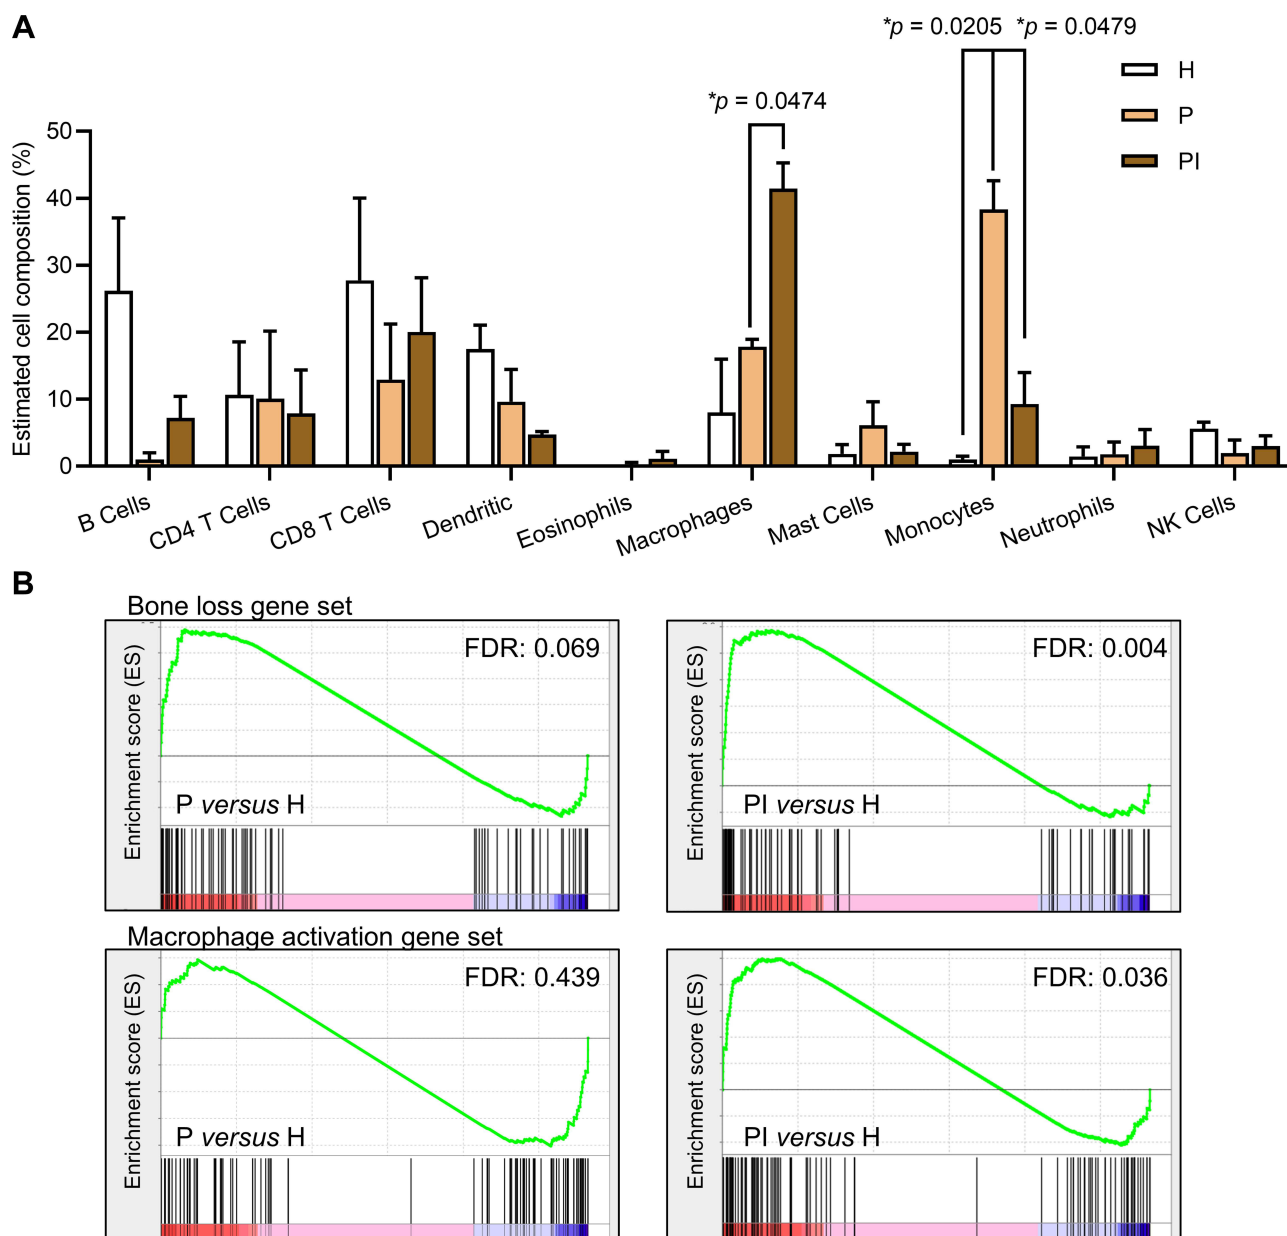 A
*p = 0.0205 *p = 0.0479
*p = 0.0474
H
P
PI
Estimated cell composition (%)
50
40
30
20
10
0
B Cells
CD4 T Cells
CD8 T Cells
Dendritic
Eosinophils
Macrophages
Mast Cells
Monocytes
Neutrophils
NK Cells
B
Bone loss gene set
Enrichment score (ES)
FDR: 0.069
P versus H
Enrichment score (ES)
FDR: 0.004
PI versus H
Macrophage activation gene set
Enrichment score (ES)
FDR: 0.439
P versus H
Enrichment score (ES)
FDR: 0.036
PI versus H